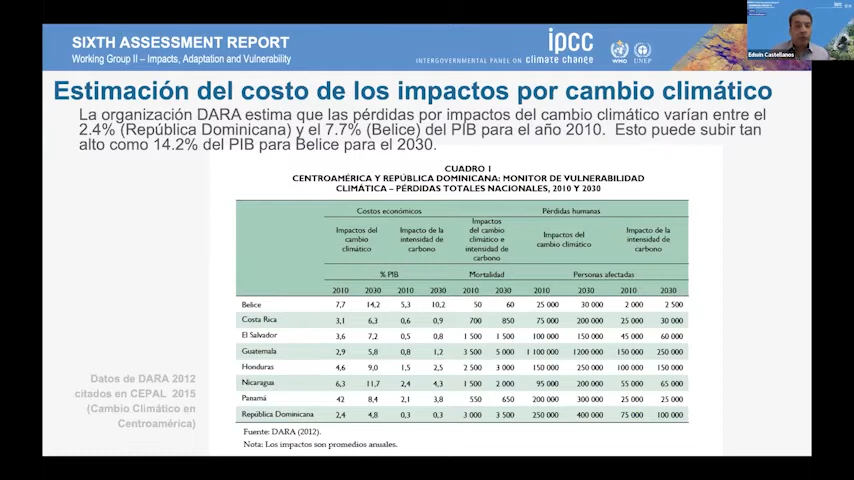 SIXTH ASSESSMENT REPORT
Working Group II – Impacts, Adaptation and Vulnerability
INTERGOVERNMENTAL PANEL ON climate change
ipcc
WMO UNEP
Edwin Castellanos
Estimación del costo de los impactos por cambio climático
La organización DARA estima que las pérdidas por impactos del cambio climático varían entre el
2.4% (República Dominicana) y el 7.7% (Belice) del PIB para el año 2010. Esto puede subir tan
alto como 14.2% del PIB para Belice para el 2030.
CUADRO 1
CENTROAMÉRICA Y REPÚBLICA DOMINICANA: MONITOR DE VULNERABILIDAD
CLIMÁTICA – PÉRDIDAS TOTALES NACIONALES, 2010 Y 2030
Costos económicos Pérdidas humanas
Impactos del cambio climático Impacto de la intensidad de carbono Impactos del cambio climático e intensidad de carbono Impactos del cambio climático Impacto de la intensidad de carbono
% PIB Mortalidad Personas afectadas
2010 2030 2010 2030 2010 2030 2010 2030 2010 2030
Belice 7,7 14,2 5,3 10,2 50 60 25 000 30 000 2 000 2 500
Costa Rica 3,1 6,3 0,6 0,9 700 850 75 000 200 000 25 000 30 000
El Salvador 3,6 7,2 0,5 0,8 1 500 1 500 100 000 150 000 45 000 60 000
Guatemala 2,9 5,8 0,8 1,2 3 500 5 000 1 100 000 1200 000 150 000 250 000
Honduras 4,6 9,0 1,5 2,5 2 500 3 000 150 000 250 000 100 000 150 000
Nicaragua 6,3 11,7 2,4 4,3 1 500 2 000 95 000 200 000 55 000 65 000
Panamá 42 8,4 2,1 3,8 550 650 200 000 300 000 25 000 25 000
República Dominicana 2,4 4,8 0,3 0,3 3 000 3 500 250 000 400 000 75 000 100 000
Fuente: DARA (2012).
Nota: Los impactos son promedios anuales.
Datos de DARA 2012
citados en CEPAL 2015
(Cambio Climático en
Centroamérica)